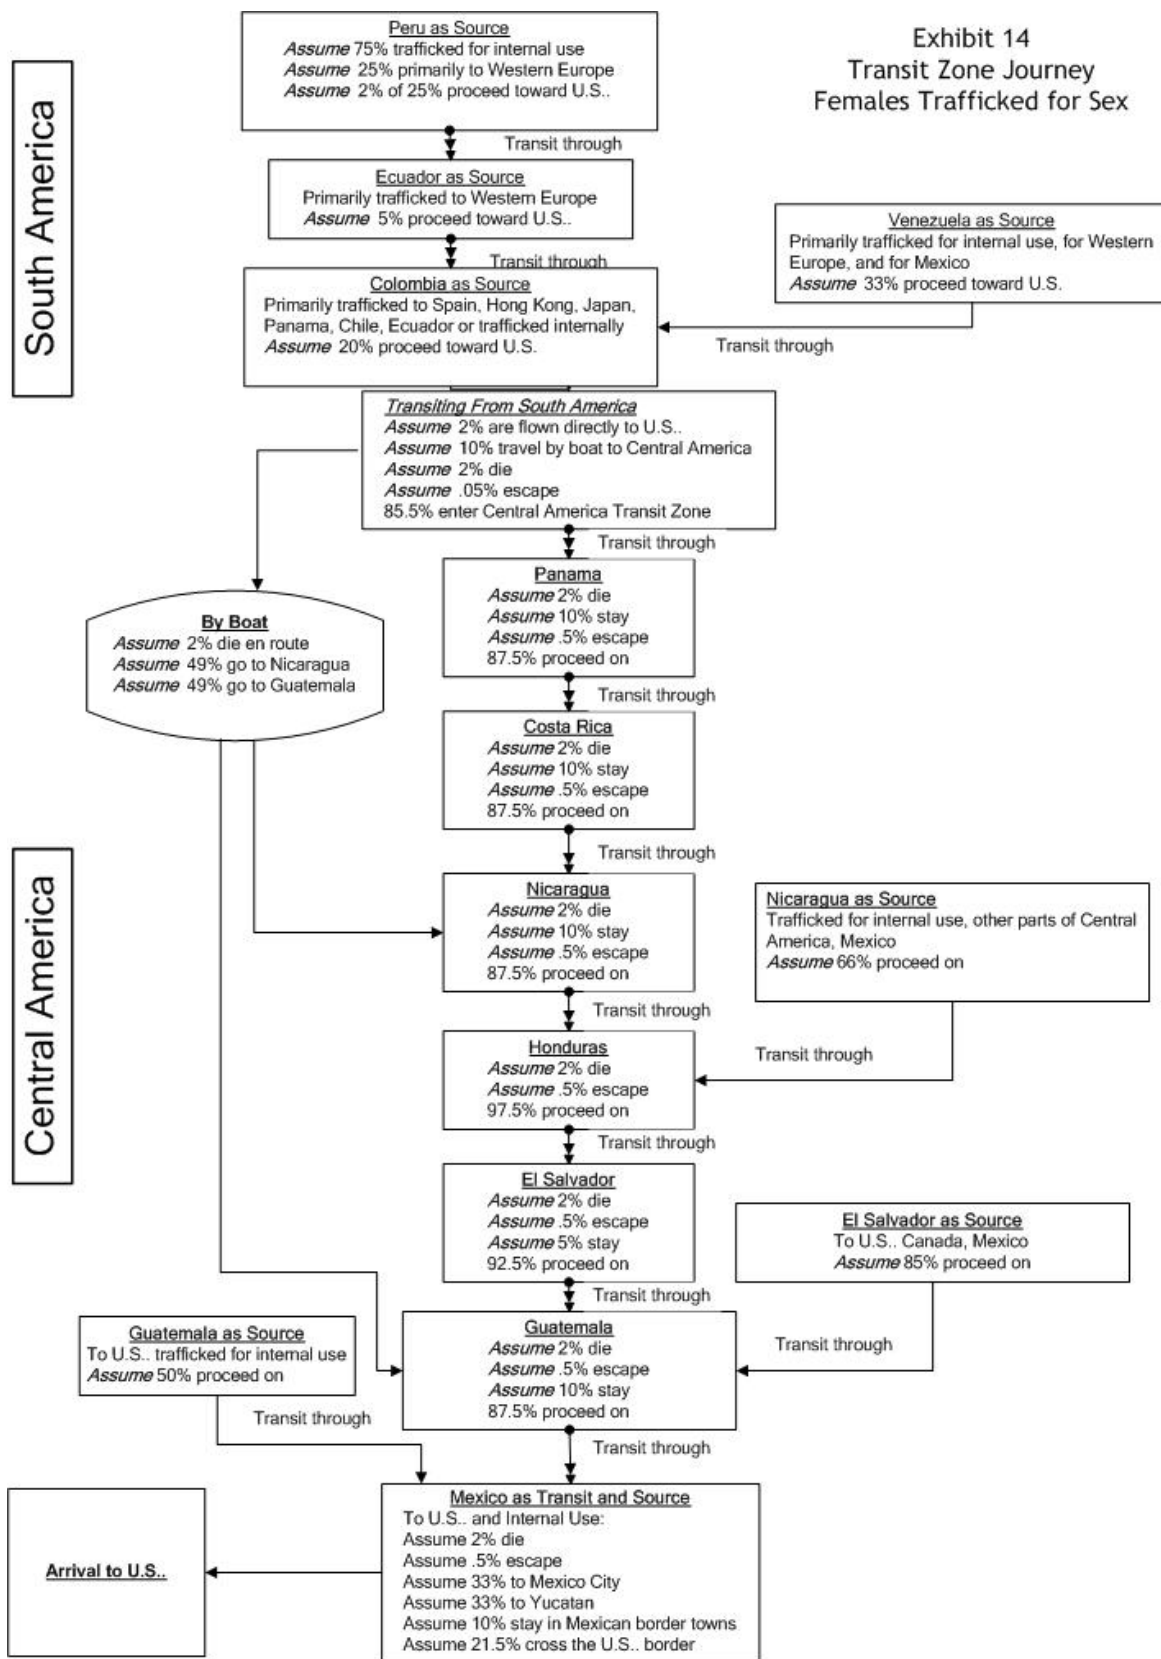 Exhibit 14
Transit Zone Journey
Females Trafficked for Sex
South America
Peru as Source
Assume 75% trafficked for internal use
Assume 25% primarily to Western Europe
Assume 2% of 25% proceed toward U.S..
Transit through
Ecuador as Source
Primarily trafficked to Western Europe
Assume 5% proceed toward U.S..
Transit through
Venezuela as Source
Primarily trafficked for internal use, for Western
Europe, and for Mexico
Assume 33% proceed toward U.S.
Transit through
Colombia as Source
Primarily trafficked to Spain, Hong Kong, Japan,
Panama, Chile, Ecuador or trafficked internally
Assume 20% proceed toward U.S.
Transiting From South America
Assume 2% are flown directly to U.S..
Assume 10% travel by boat to Central America
Assume 2% die
Assume .05% escape
85.5% enter Central America Transit Zone
Transit through
By Boat
Assume 2% die en route
Assume 49% go to Nicaragua
Assume 49% go to Guatemala
Central America
Panama
Assume 2% die
Assume 10% stay
Assume .5% escape
87.5% proceed on
Transit through
Costa Rica
Assume 2% die
Assume 10% stay
Assume .5% escape
87.5% proceed on
Transit through
Nicaragua
Assume 2% die
Assume 10% stay
Assume .5% escape
87.5% proceed on
Transit through
Nicaragua as Source
Trafficked for internal use, other parts of Central
America, Mexico
Assume 66% proceed on
Transit through
Honduras
Assume 2% die
Assume .5% escape
97.5% proceed on
Transit through
El Salvador
Assume 2% die
Assume .5% escape
Assume 5% stay
92.5% proceed on
Transit through
El Salvador as Source
To U.S.. Canada, Mexico
Assume 85% proceed on
Transit through
Guatemala
Assume 2% die
Assume .5% escape
Assume 10% stay
87.5% proceed on
Transit through
Guatemala as Source
To U.S.. trafficked for internal use
Assume 50% proceed on
Transit through
Mexico as Transit and Source
To U.S.. and Internal Use:
Assume 2% die
Assume .5% escape
Assume 33% to Mexico City
Assume 33% to Yucatan
Assume 10% stay in Mexican border towns
Assume 21.5% cross the U.S.. border
Arrival to U.S..